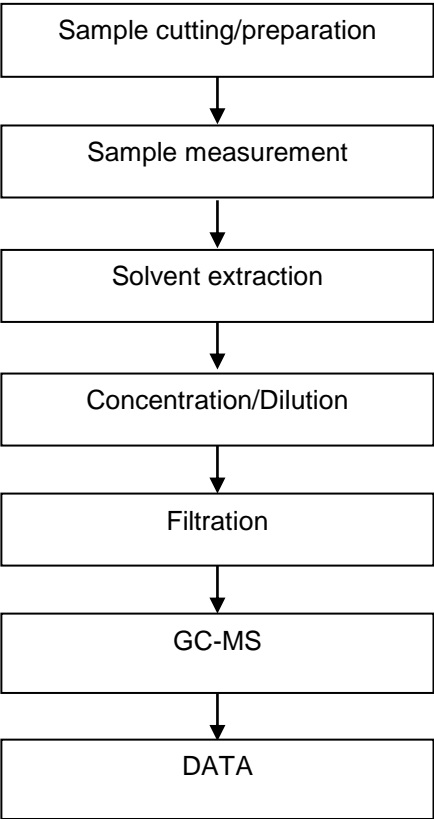 Sample cutting/preparation
Sample measurement
Solvent extraction
Concentration/Dilution
Filtration
GC-MS
DATA